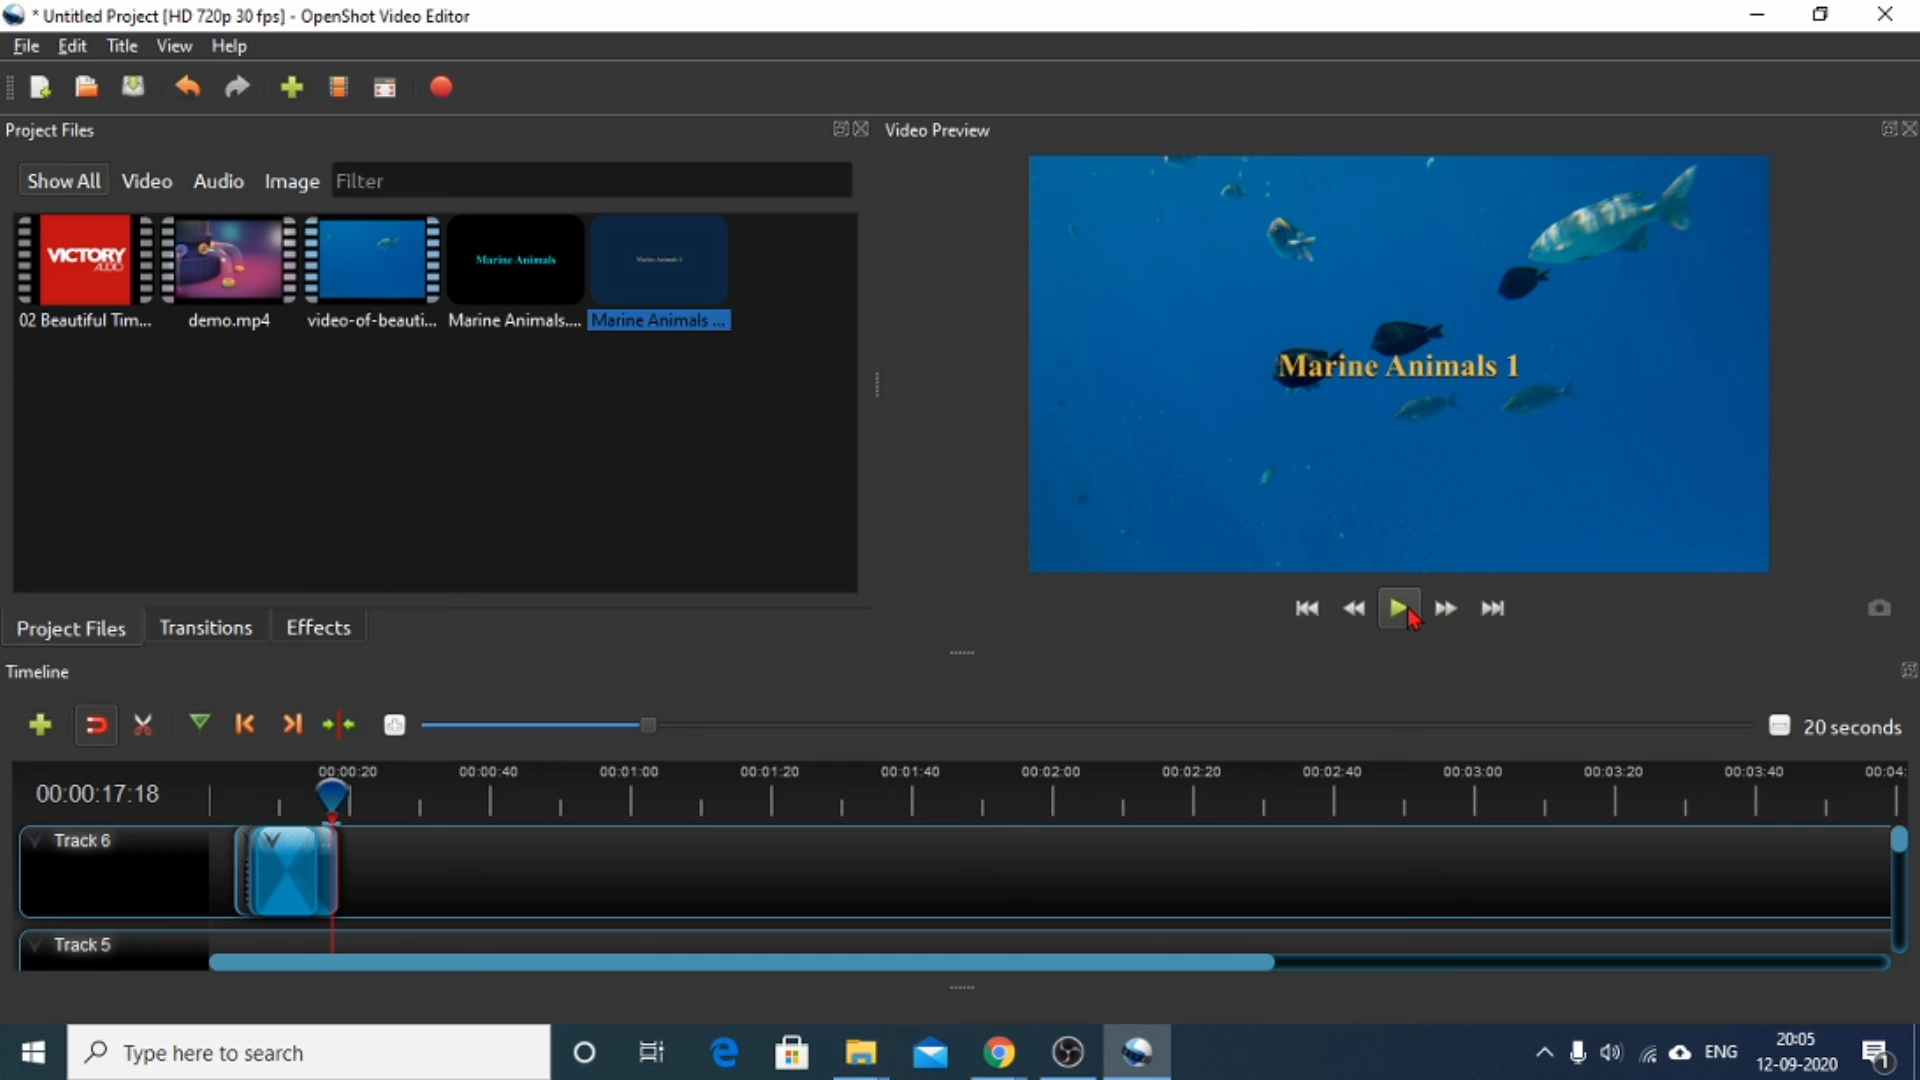 * Untitled Project [HD 720p 30 fps] - OpenShot Video Editor
File Edit Title View Help
Project Files
Video Preview
Show All Video Audio Image Filter
VICTORY
AUDIO
Marine Animals
Marine Animals 1
02 Beautiful Tim... demo.mp4 video-of-beauti... Marine Animals.... Marine Animals ...
Marine Animals 1
Project Files Transitions Effects
Timeline
20 seconds
00:00:17:18
00:00:20 00:00:40 00:01:00 00:01:20 00:01:40 00:02:00 00:02:20 00:02:40 00:03:00 00:03:20 00:03:40 00:04:
Track 6
Track 5
Type here to search
ENG
20:05
12-09-2020
1